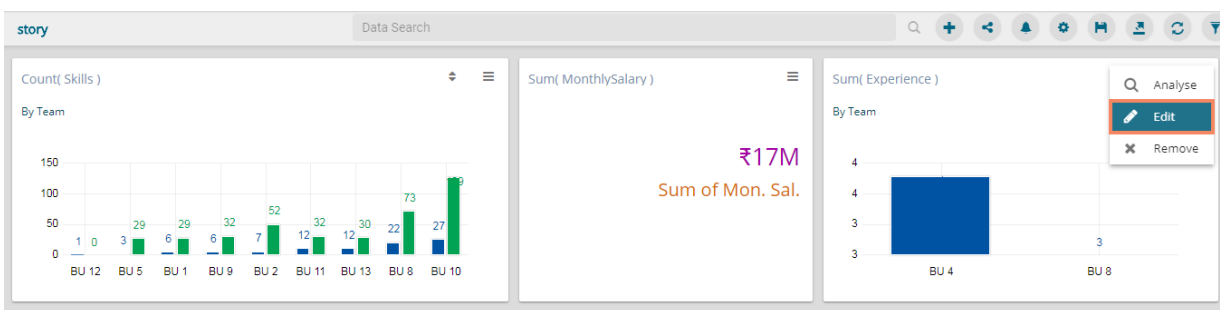 story
Data Search
Count( Skills )
By Team
150
100
50
0
1 0 3 29 6 29 6 32 7 52 12 32 12 30 22 73 27
BU 12 BU 5 BU 1 BU 9 BU 2 BU 11 BU 13 BU 8 BU 10
Sum( MonthlySalary )
₹17M
Sum of Mon. Sal.
Sum( Experience )
By Team
4
4
3
3
3
BU 4 BU 8
Analyse
Edit
Remove